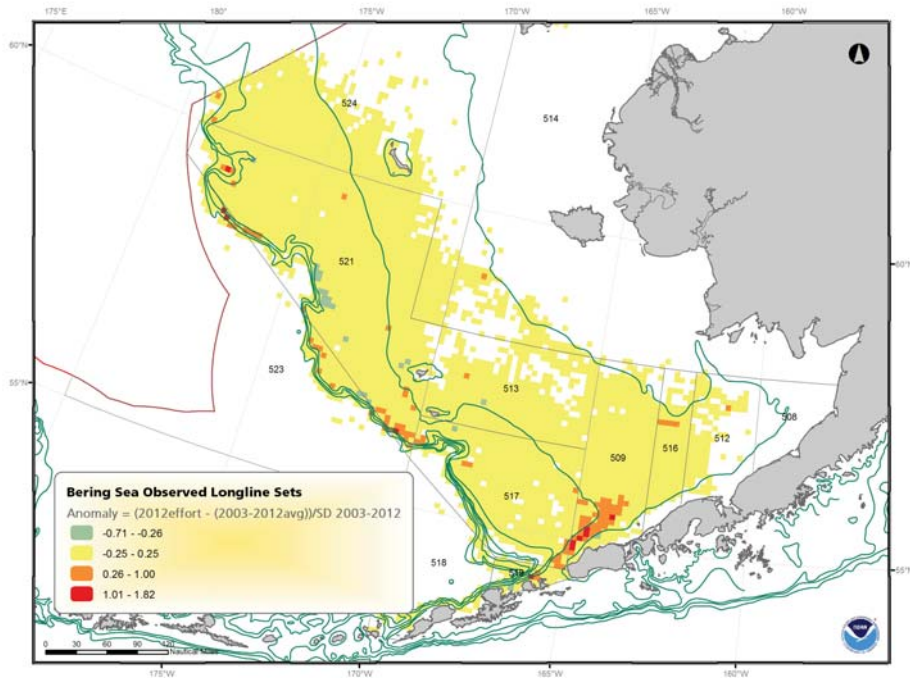 175°W 180° 175°W 170°W 165°W 160°W
60°N
60°N
55°N
55°N
524
514
521
523
513
508
512
516
509
517
518
519
Bering Sea Observed Longline Sets
Anomaly = (2012effort - (2003-2012avg))/SD 2003-2012
-0.71 - -0.26
-0.25 - 0.25
0.26 - 1.00
1.01 - 1.82
0 30 60 90 120
Nautical Miles
175°W 170°W 165°W 160°W